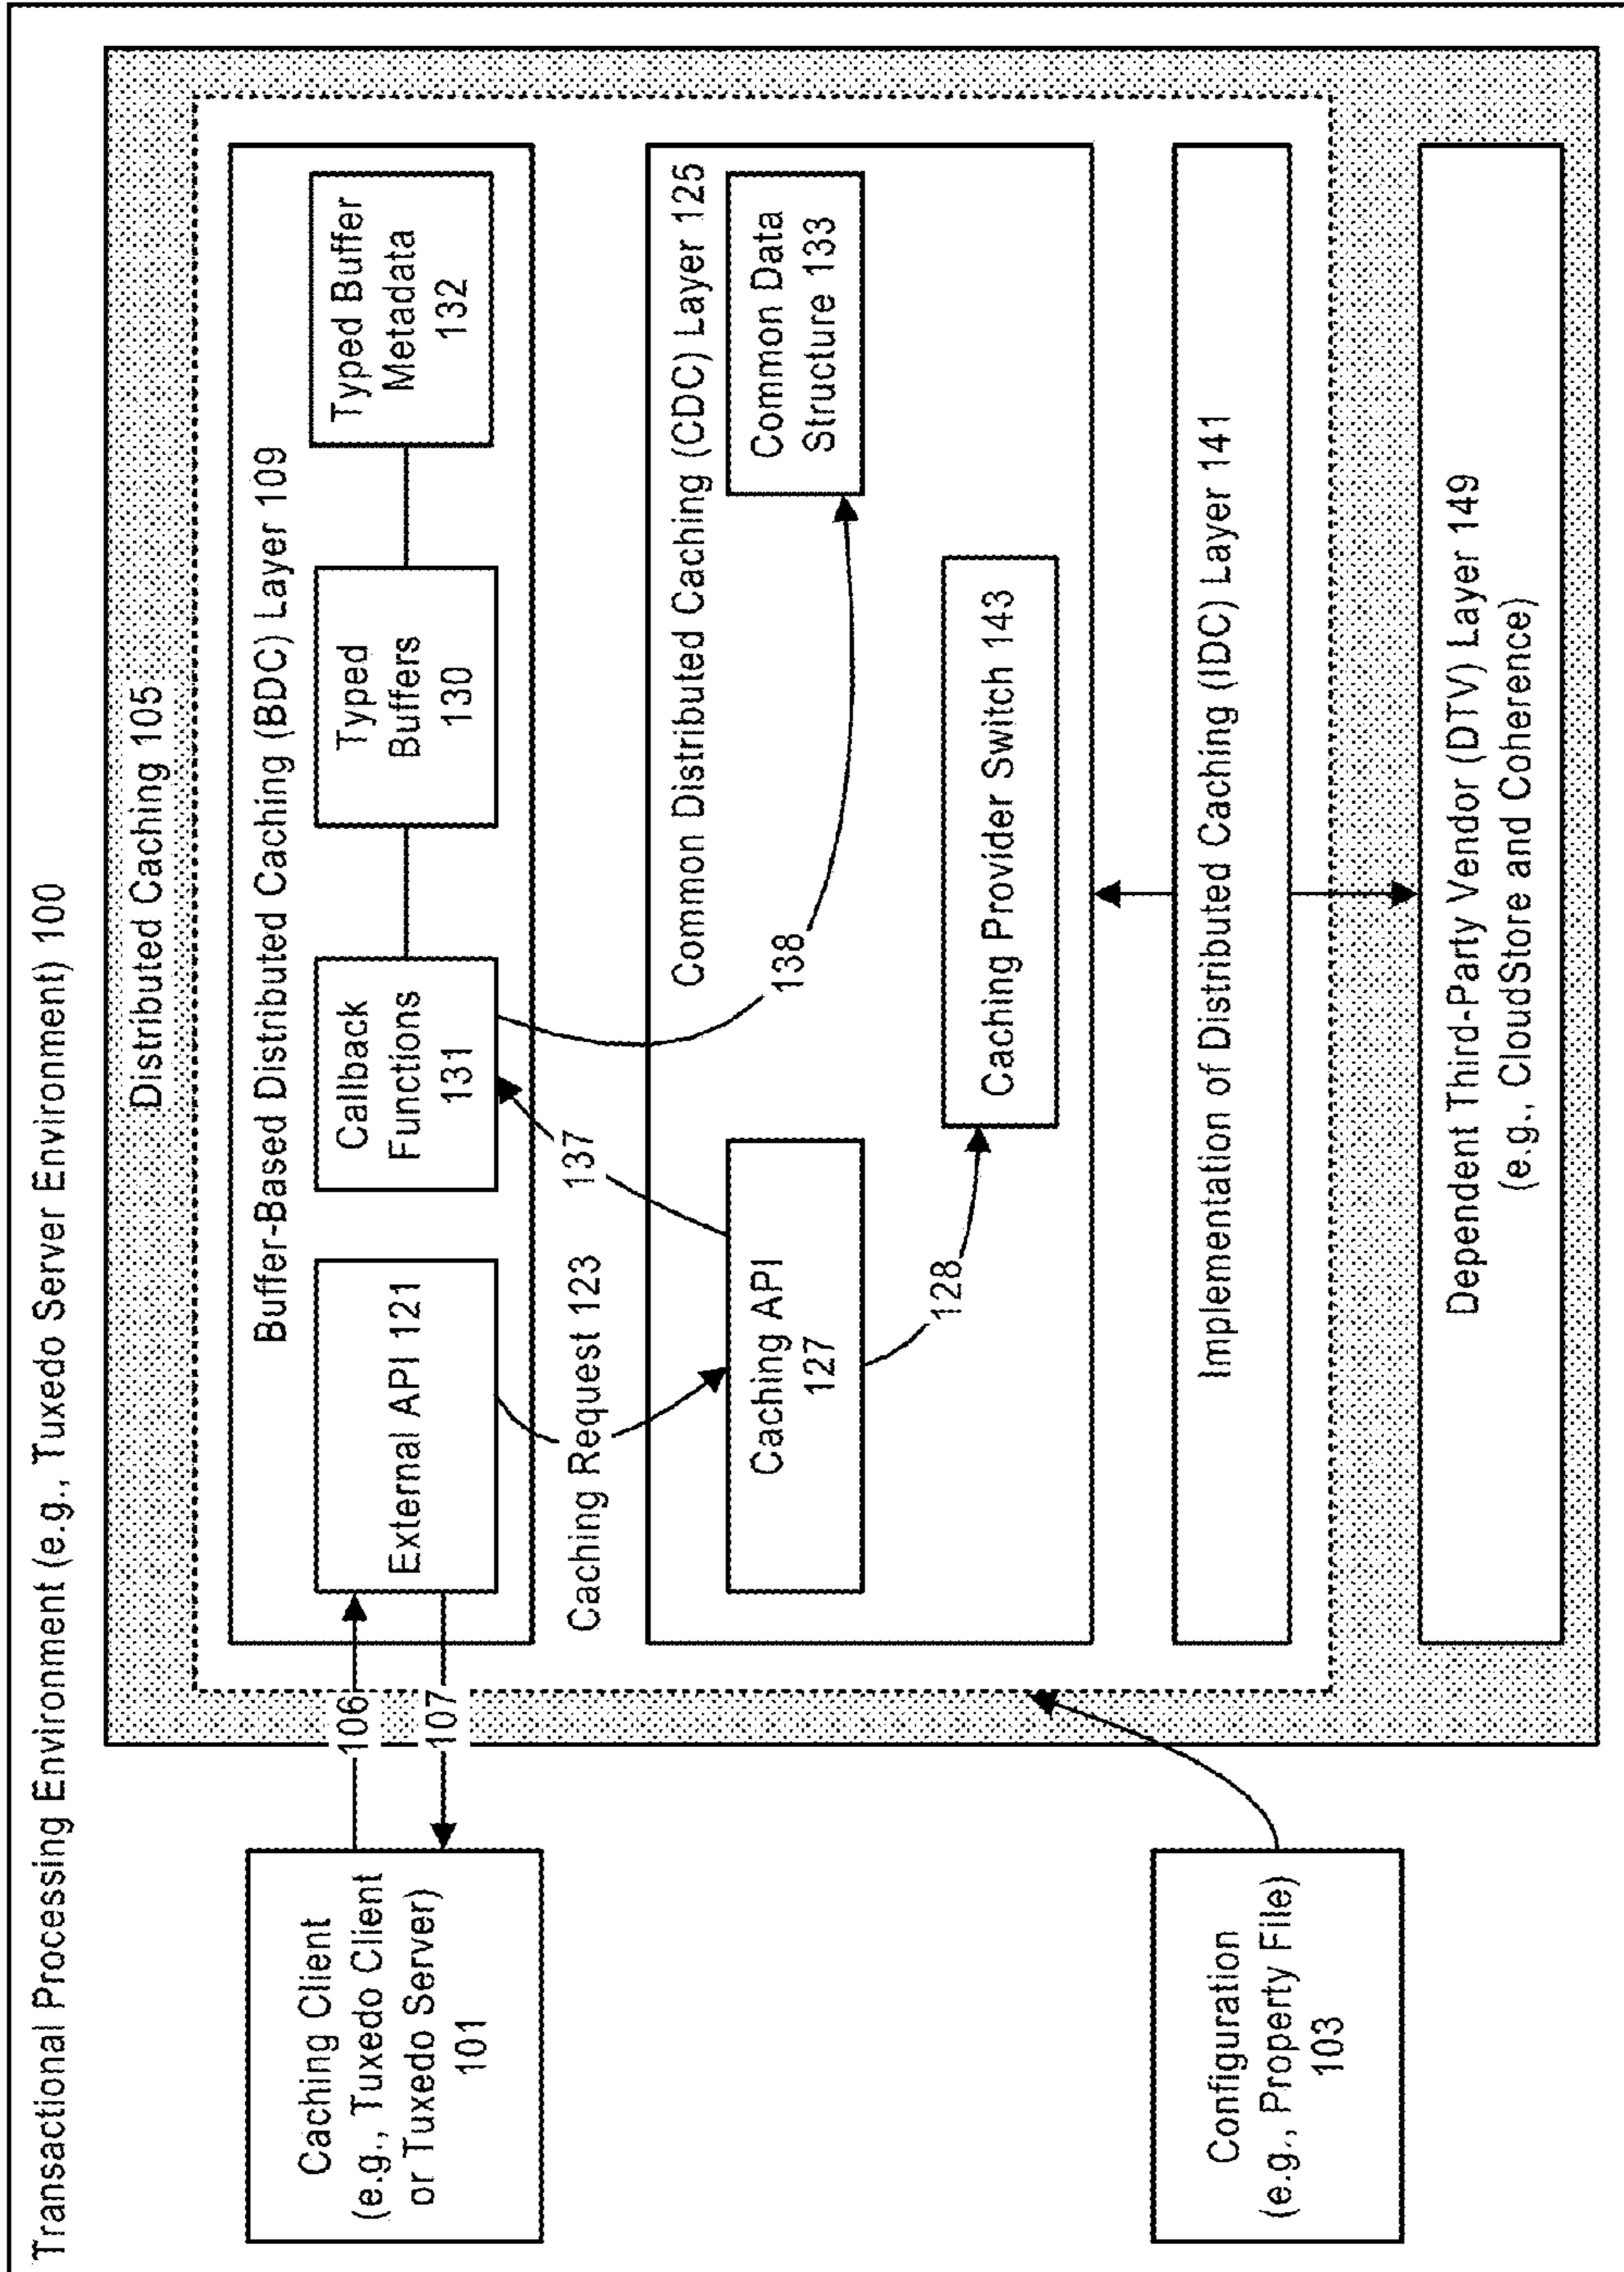 Transactional Processing Environment (e.g., Tuxedo Server Environment) 100
Distributed Caching 105
Caching Client
(e.g., Tuxedo Client
or Tuxedo Server)
101
106
107
Buffer-Based Distributed Caching (BDC) Layer 109
External API 121
Callback
Functions
131
Typed
Buffers
130
Typed Buffer
Metadata
132
Caching Request 123
137
138
Common Distributed Caching (CDC) Layer 125
Caching API
127
Common Data
Structure 133
128
Caching Provider Switch 143
Configuration
(e.g., Property File)
103
Implementation of Distributed Caching (IDC) Layer 141
Dependent Third-Party Vendor (DTV) Layer 149
(e.g., CloudStore and Coherence)